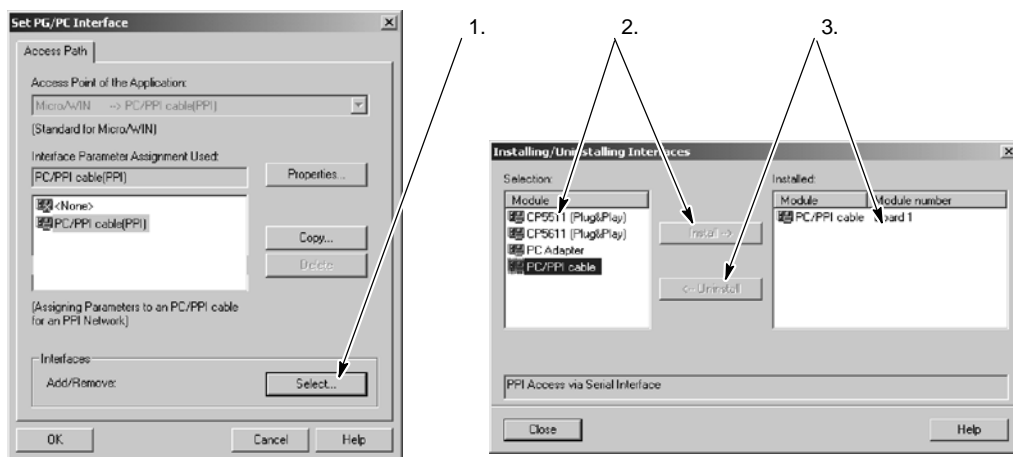 1.
2.
3.
Set PG/PC Interface
Access Path
Access Point of the Application:
Micro/WIN --> PC/PPI cable(PPI)
(Standard for Micro/WIN)
Interface Parameter Assignment Used:
PC/PPI cable(PPI)
Properties...
<None>
PC/PPI cable(PPI)
Copy...
Delete
(Assigning Parameters to an PC/PPI cable
for an PPI Network)
Interfaces
Add/Remove:
Select...
OK
Cancel
Help
Installing/Uninstalling Interfaces
Selection:
Module
CP5511 (Plug&Play)
CP5611 (Plug&Play)
PC Adapter
PC/PPI cable
Install -->
<-- Uninstall
Installed:
Module Module number
PC/PPI cable Board 1
PPI Access via Serial Interface
Close
Help